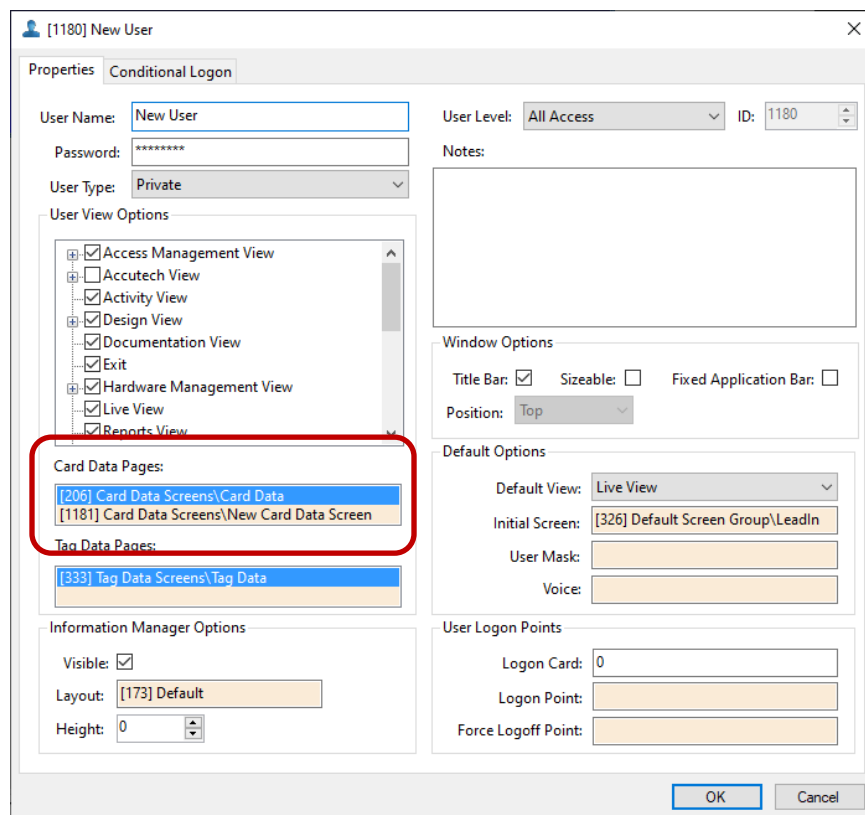 [1180] New User
Properties
Conditional Logon
User Name: New User
Password: ********
User Type: Private
User View Options
Access Management View
Accutech View
Activity View
Design View
Documentation View
Exit
Hardware Management View
Live View
Reports View
Card Data Pages:
[206] Card Data Screens\Card Data
[1181] Card Data Screens\New Card Data Screen
Tag Data Pages:
[333] Tag Data Screens\Tag Data
Information Manager Options
Visible:
Layout: [173] Default
Height: 0
User Level: All Access ID: 1180
Notes:
Window Options
Title Bar: Sizeable: Fixed Application Bar:
Position: Top
Default Options
Default View: Live View
Initial Screen: [326] Default Screen Group\LeadIn
User Mask:
Voice:
User Logon Points
Logon Card: 0
Logon Point:
Force Logoff Point:
OK Cancel